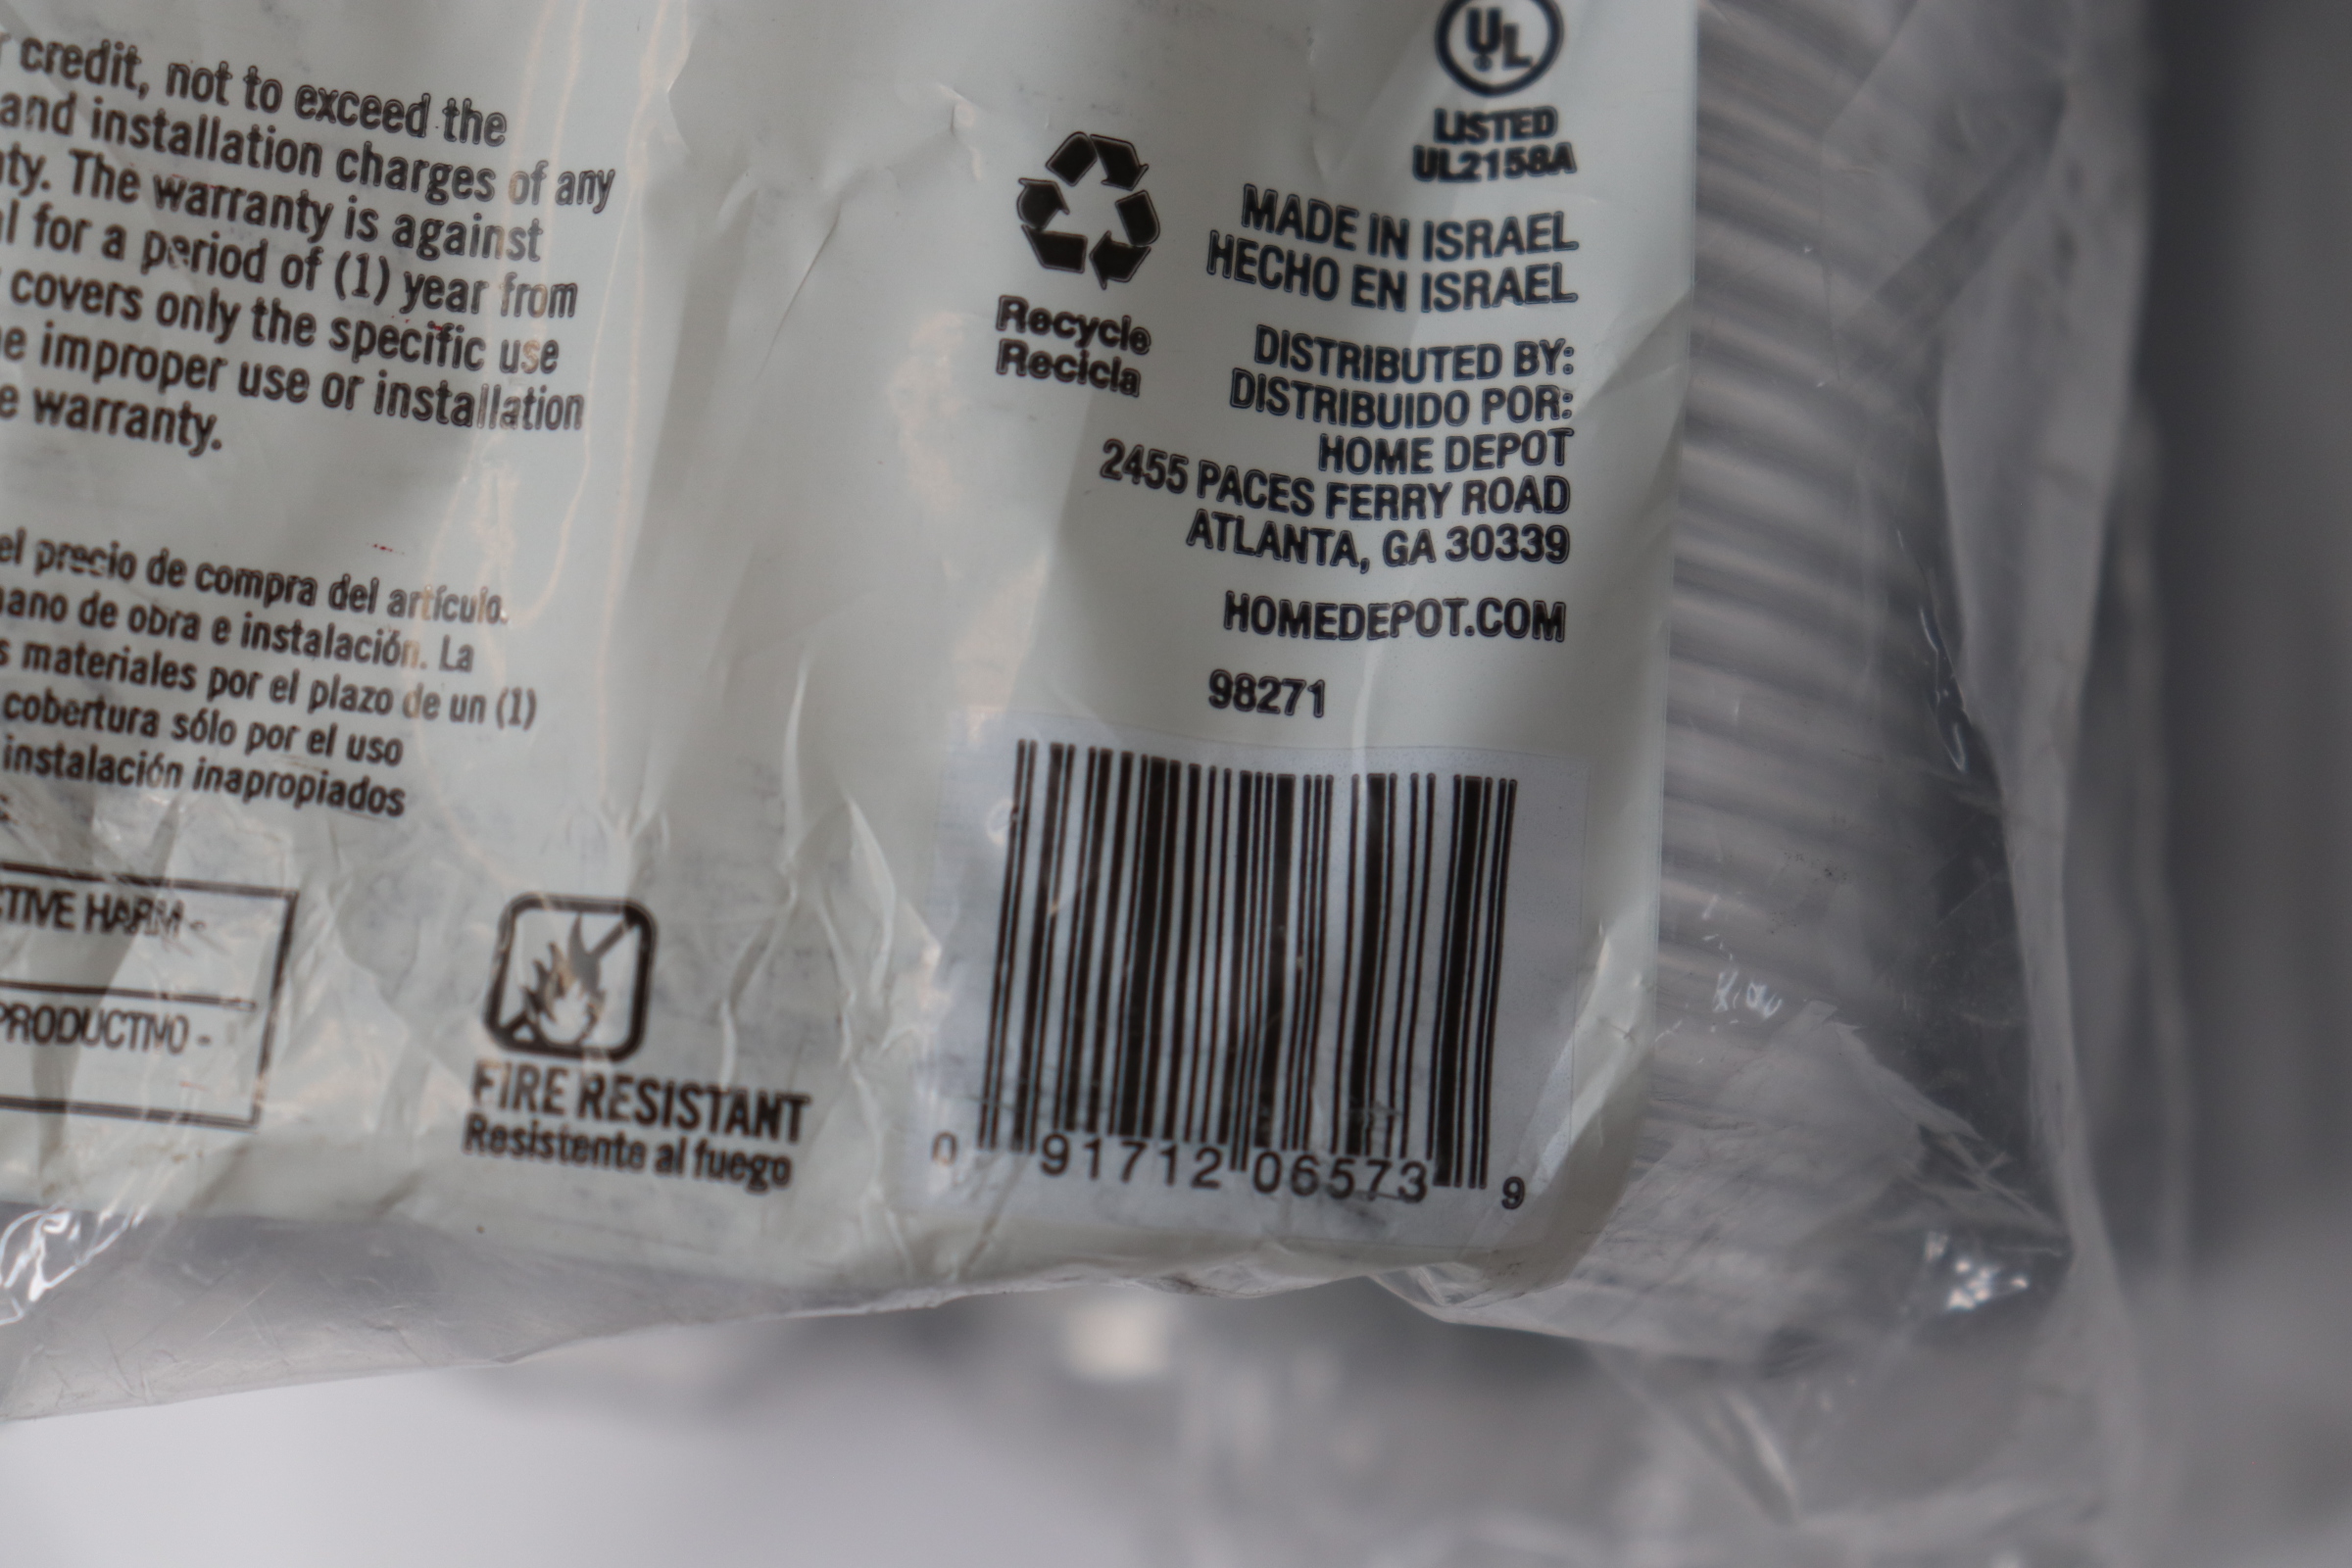 credit, not to exceed the
and installation charges of any
The warranty is against
for a period of (1) year from
covers only the specific use
improper use or installation
warranty.
el precio de compra del artículo.
de obra e instalación. La
materiales por el plazo de un (1)
cobertura sólo por el uso
instalación inapropiados
HARM -
PRODUCTIVO -
FIRE RESISTANT
Resistente al fuego
UL
LISTED
UL2158A
Recycle
Recicla
MADE IN ISRAEL
HECHO EN ISRAEL
DISTRIBUTED BY:
DISTRIBUIDO POR:
HOME DEPOT
2455 PACES FERRY ROAD
ATLANTA, GA 30339
HOMEDEPOT.COM
98271
0 91712 06573 9